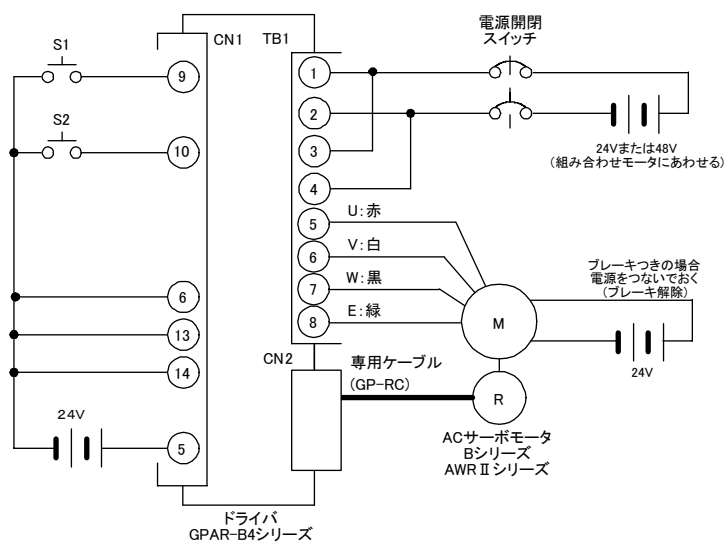 電源開閉
スイッチ
CN1
TB1
S1
9
1
S2
2
24Vまたは48V
(組み合わせモータにあわせる)
10
3
4
U:赤
5
V:白
6
ブレーキつきの場合
電源をつないでおく
(ブレーキ解除)
W:黒
7
6
E:緑
8
M
13
CN2
専用ケーブル
(GP-RC)
24V
14
R
24V
5
ACサーボモータ
Bシリーズ
AWRⅡシリーズ
ドライバ
GPAR-B4シリーズ